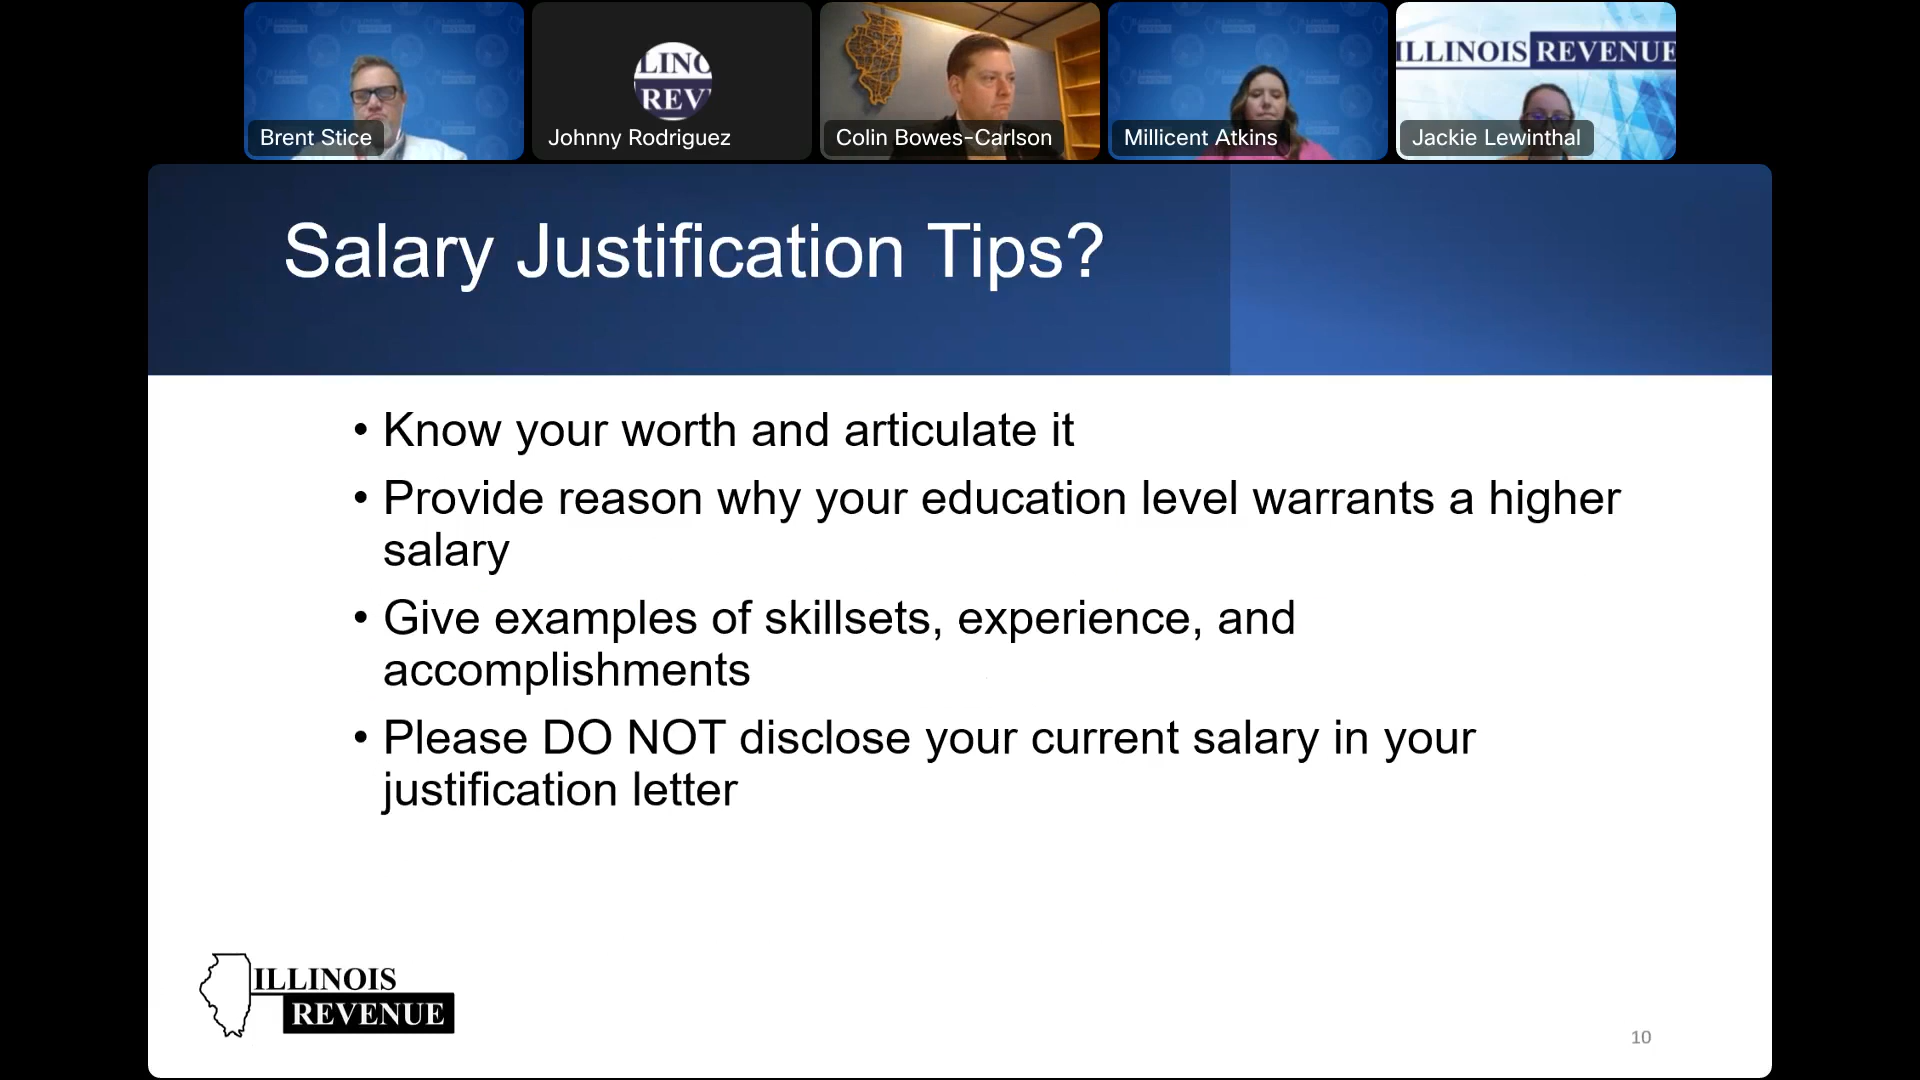 Brent Stice
LINO
REV
Johnny Rodriguez
Colin Bowes-Carlson
Millicent Atkins
ILLINOIS REVENUE
Jackie Lewinthal
Salary Justification Tips?
• Know your worth and articulate it
• Provide reason why your education level warrants a higher
salary
• Give examples of skillsets, experience, and
accomplishments
• Please DO NOT disclose your current salary in your
justification letter
ILLINOIS
REVENUE
10